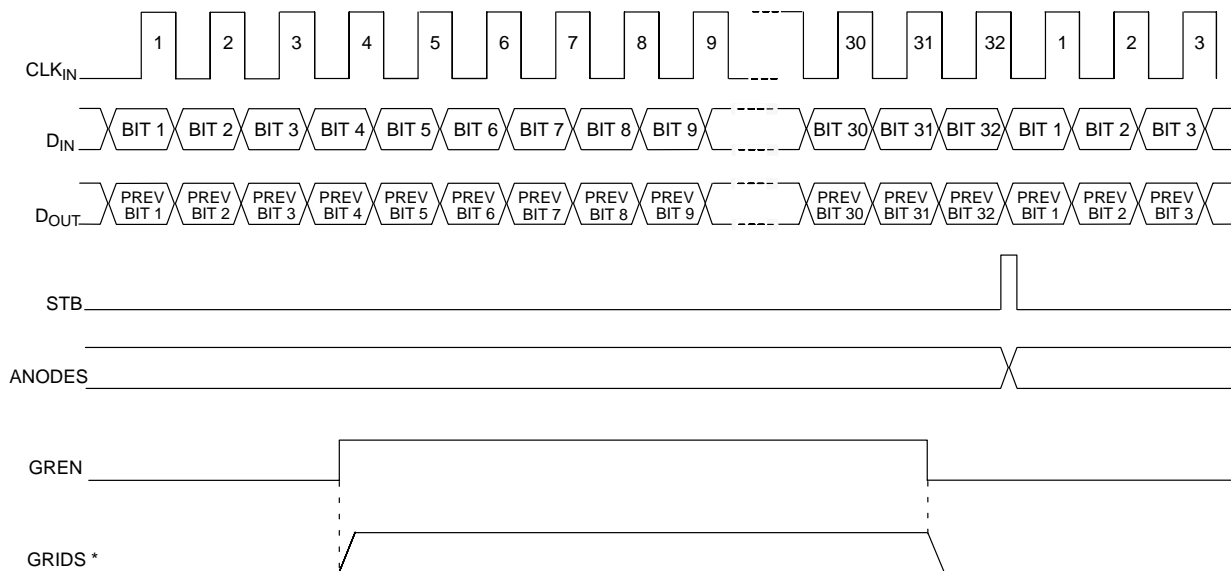 1 2 3 4 5 6 7 8 9 30 31 32 1 2 3
CLKIN
BIT 1 BIT 2 BIT 3 BIT 4 BIT 5 BIT 6 BIT 7 BIT 8 BIT 9 BIT 30 BIT 31 BIT 32 BIT 1 BIT 2 BIT 3
DIN
PREV PREV PREV PREV PREV PREV PREV PREV PREV PREV PREV PREV PREV PREV PREV
BIT 1 BIT 2 BIT 3 BIT 4 BIT 5 BIT 6 BIT 7 BIT 8 BIT 9 BIT 30 BIT 31 BIT 32 BIT 1 BIT 2 BIT 3
DOUT
STB
ANODES
GREN
GRIDS *